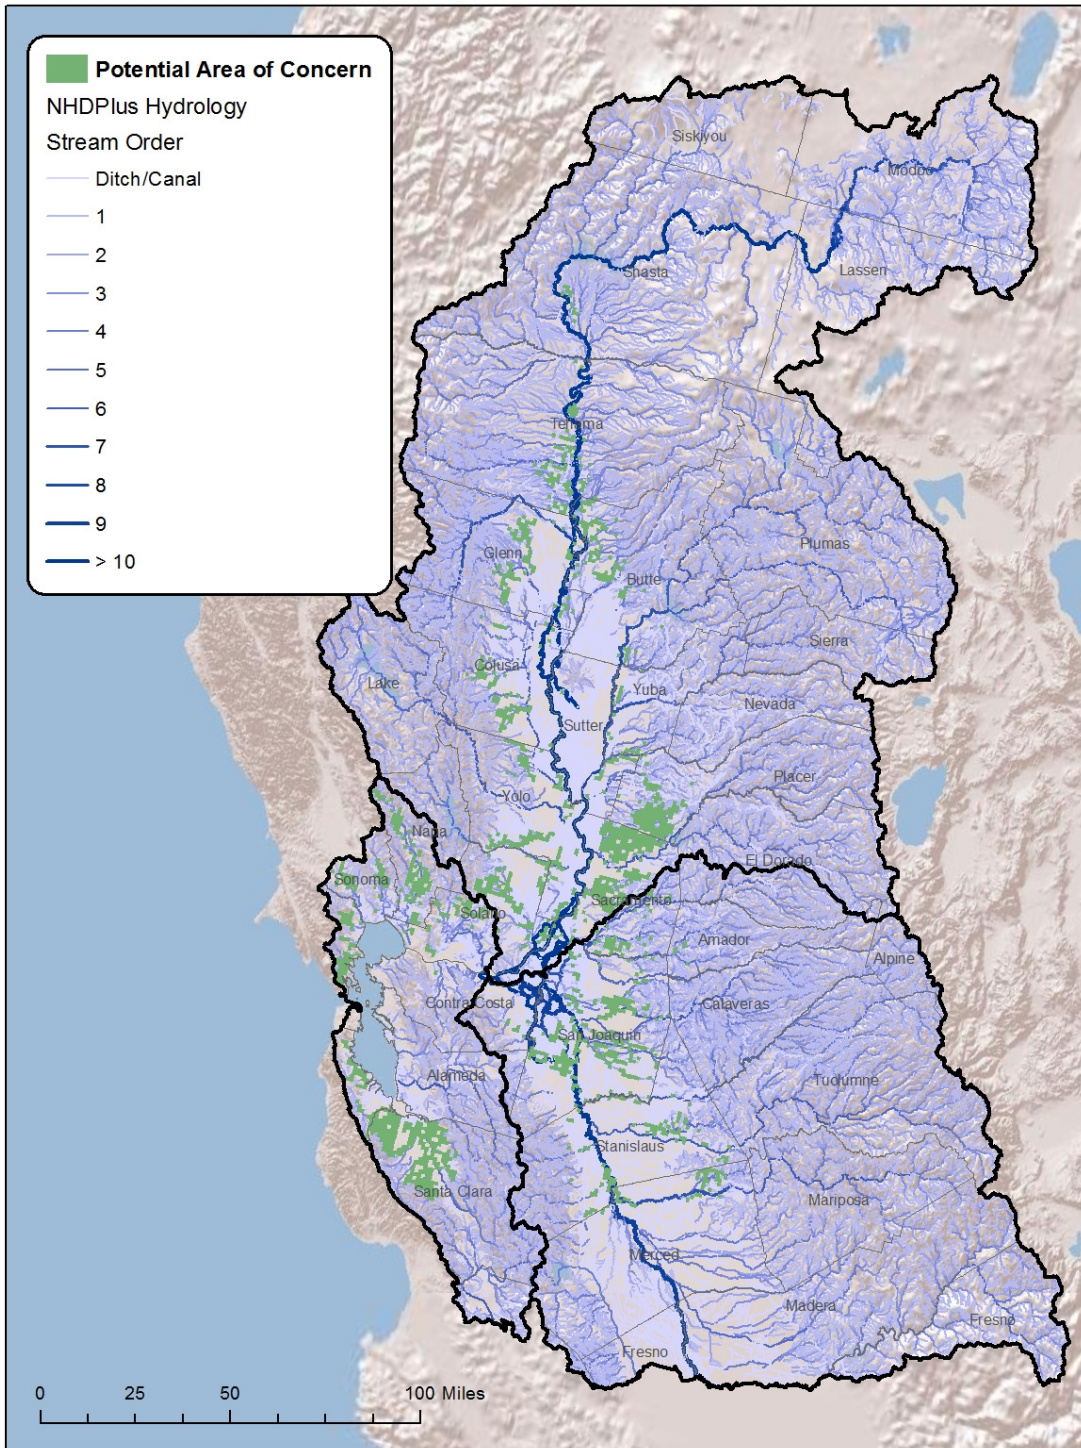 Potential Area of Concern
NHDPlus Hydrology
Stream Order
Ditch/Canal
1
2
3
4
5
6
7
8
9
> 10
Siskiyou
Modoc
Shasta
Lassen
Tehama
Plumas
Glenn
Butte
Sierra
Colusa
Lake
Yuba
Nevada
Sutter
Placer
Yolo
Napa
El Dorado
Sonoma
Sacramento
Solano
Amador
Alpine
Contra Costa
Calaveras
San Joaquin
Alameda
Tuolumne
Stanislaus
Santa Clara
Mariposa
Merced
Madera
Fresno
Fresno
0 25 50 100 Miles